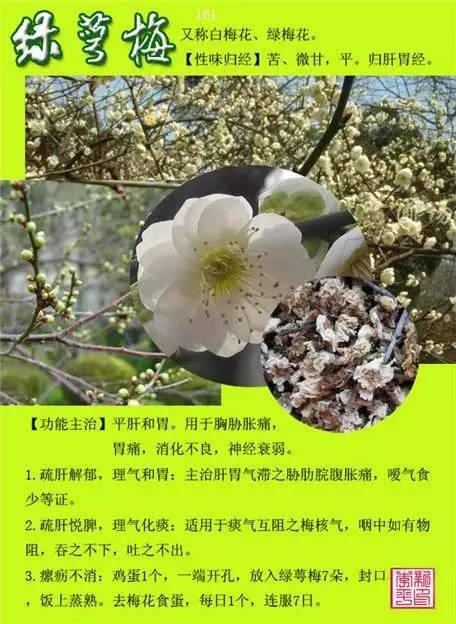 161
绿萼梅
又称白梅花、绿梅花。
【性味归经】苦、微甘，平。归肝胃经。
【功能主治】平肝和胃。用于胸胁胀痛，
胃痛，消化不良，神经衰弱。
1.疏肝解郁，理气和胃：主治肝胃气滞之胁肋脘腹胀痛，嗳气食
少等证。
2.疏肝悦脾，理气化痰：适用于痰气互阻之梅核气，咽中如有物
阻，吞之不下，吐之不出。
3.瘰疬不消：鸡蛋1个，一端开孔，放入绿萼梅7朵，封口
，饭上蒸熟。去梅花食蛋，每日1个，连服7日。